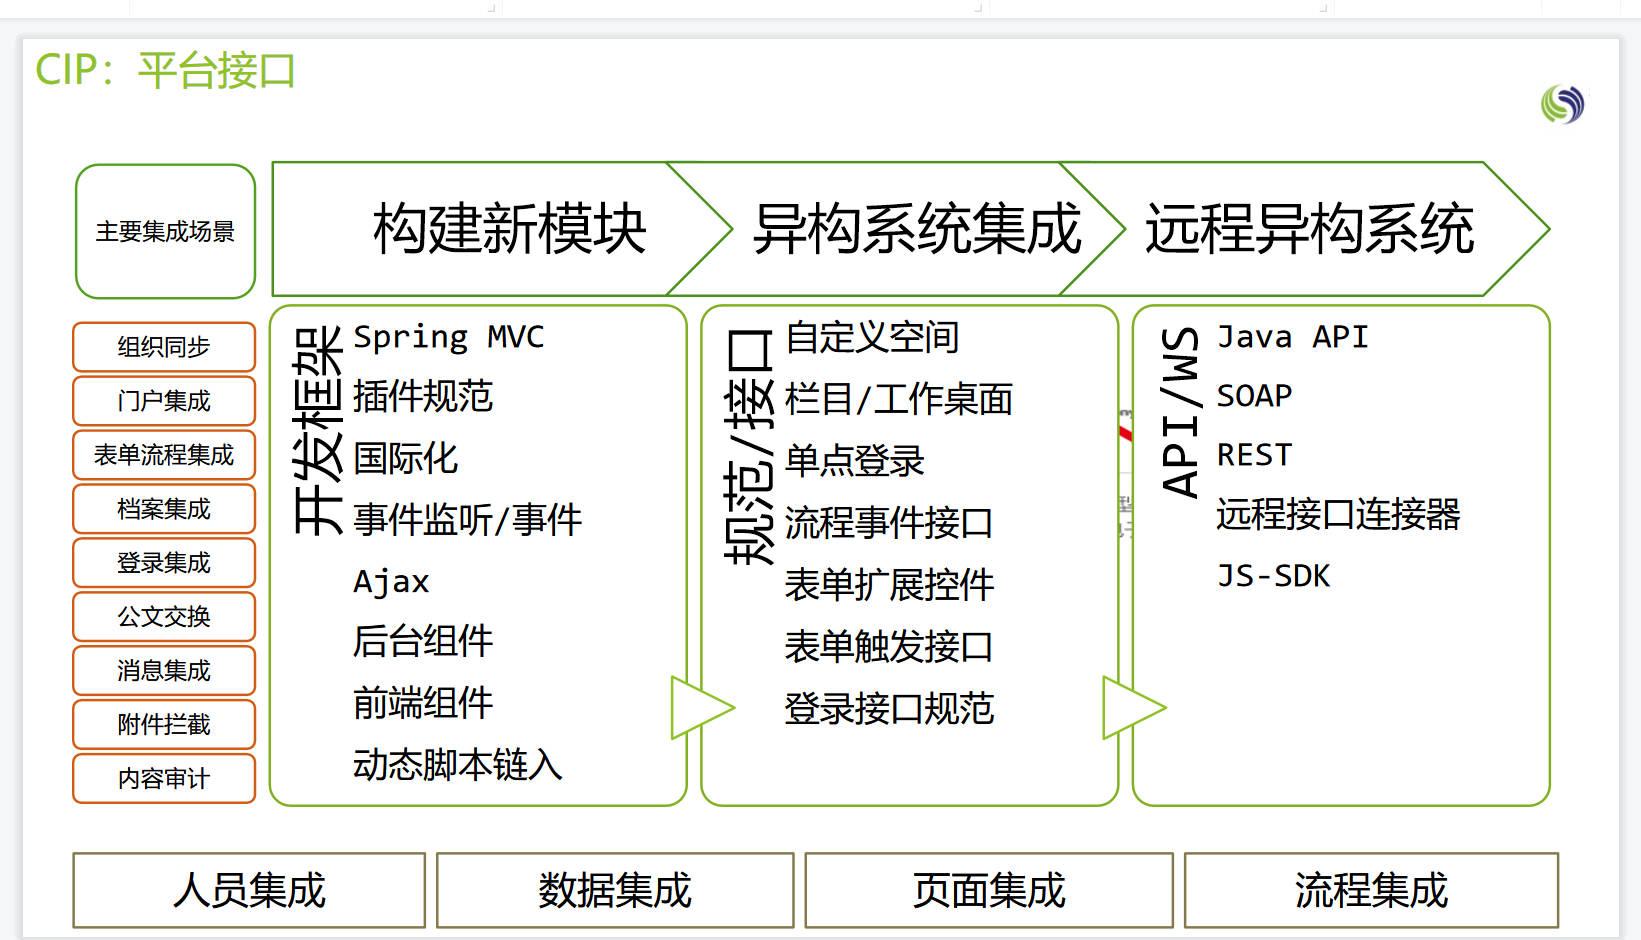 CIP：平台接口
主要集成场景
构建新模块
异构系统集成
远程异构系统
组织同步
门户集成
表单流程集成
档案集成
登录集成
公文交换
消息集成
附件拦截
内容审计
开发框架
Spring MVC
插件规范
国际化
事件监听/事件
Ajax
后台组件
前端组件
动态脚本链入
规范/接口
自定义空间
栏目/工作桌面
单点登录
流程事件接口
表单扩展控件
表单触发接口
登录接口规范
API/WS
Java API
SOAP
REST
远程接口连接器
JS-SDK
人员集成
数据集成
页面集成
流程集成